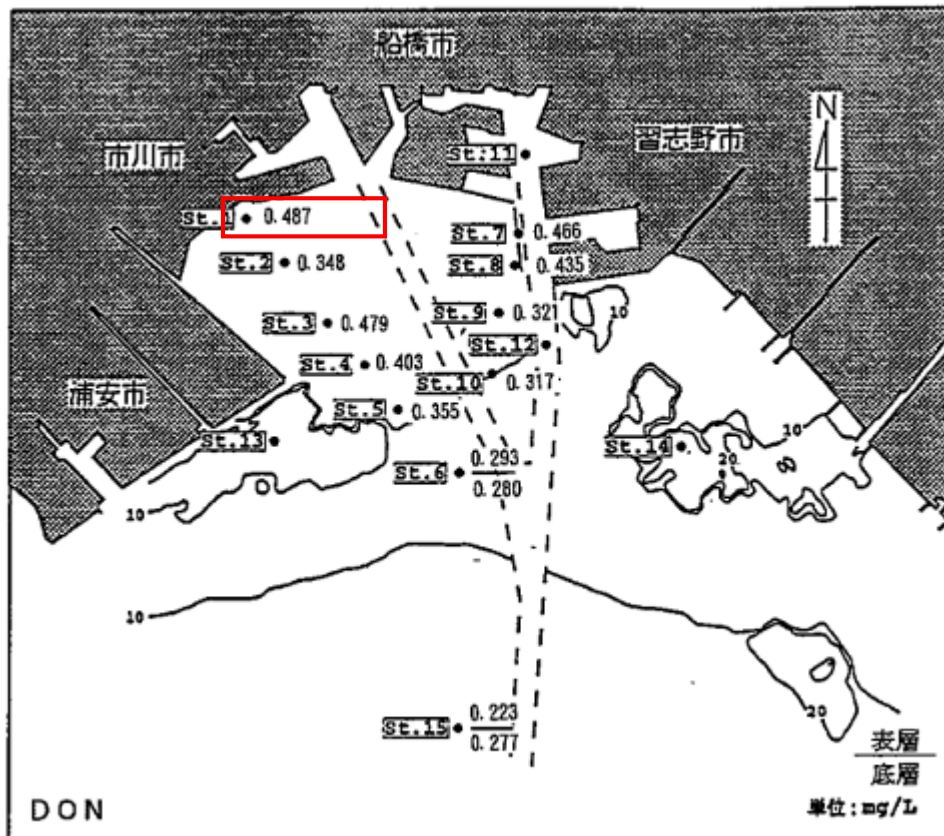 船橋市
市川市
習志野市
N
St.11
St.1 0.487
St.7 0.466
St.2 0.348
St.8 0.435
St.9 0.321
10
St.3 0.479
St.12
St.4 0.403
St.10 0.317
浦安市
St.5 0.355
10
St.13
St.14
20
St.6 0.293
0.280
10
10
20
St.15 0.223
0.277
表層
底層
DON
単位:mg/L